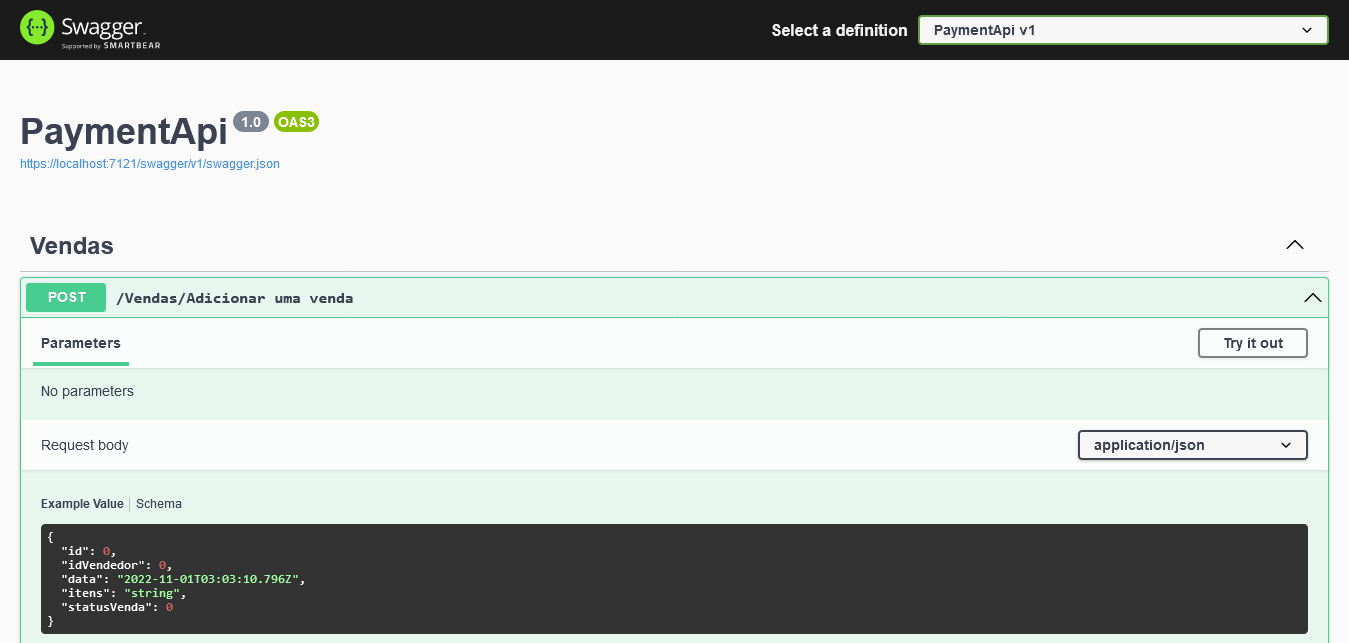 Swagger
Supported by SMARTBEAR
Select a definition
PaymentApi v1
PaymentApi 1.0 OAS3
https://localhost:7121/swagger/v1/swagger.json
Vendas
POST /Vendas/Adicionar uma venda
Parameters
Try it out
No parameters
Request body
application/json
Example Value Schema
{
"id": 0,
"idVendedor": 0,
"data": "2022-11-01T03:03:10.796Z",
"itens": "string",
"statusVenda": 0
}